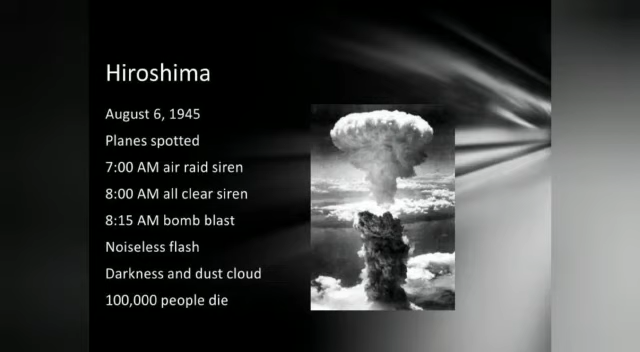 Hiroshima
August 6, 1945
Planes spotted
7:00 AM air raid siren
8:00 AM all clear siren
8:15 AM bomb blast
Noiseless flash
Darkness and dust cloud
100,000 people die